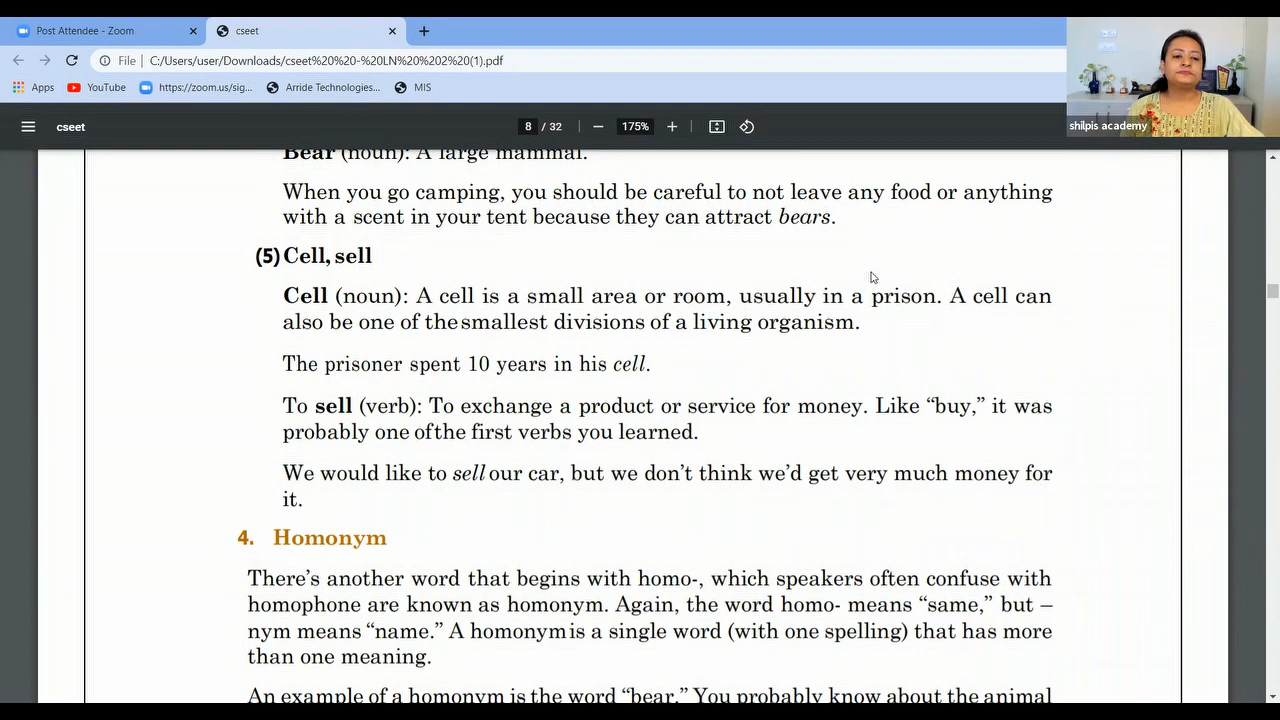 Post Attendee - Zoom
cseet
File
C:/Users/user/Downloads/cseet%20%20-%20LN%20%202%20(1).pdf
Apps
YouTube
https://zoom.us/sig...
Arride Technologies...
MIS
cseet
8 / 32
175%
shilpis academy
Bear (noun): A large mammal.
When you go camping, you should be careful to not leave any food or anything
with a scent in your tent because they can attract bears.
(5) Cell, sell
Cell (noun): A cell is a small area or room, usually in a prison. A cell can
also be one of thesmallest divisions of a living organism.
The prisoner spent 10 years in his cell.
To sell (verb): To exchange a product or service for money. Like “buy,” it was
probably one ofthe first verbs you learned.
We would like to sell our car, but we don’t think we’d get very much money for
it.
4. Homonym
There’s another word that begins with homo-, which speakers often confuse with
homophone are known as homonym. Again, the word homo- means “same,” but –
nym means “name.” A homonym is a single word (with one spelling) that has more
than one meaning.
An example of a homonym is the word “bear.” You probably know about the animal